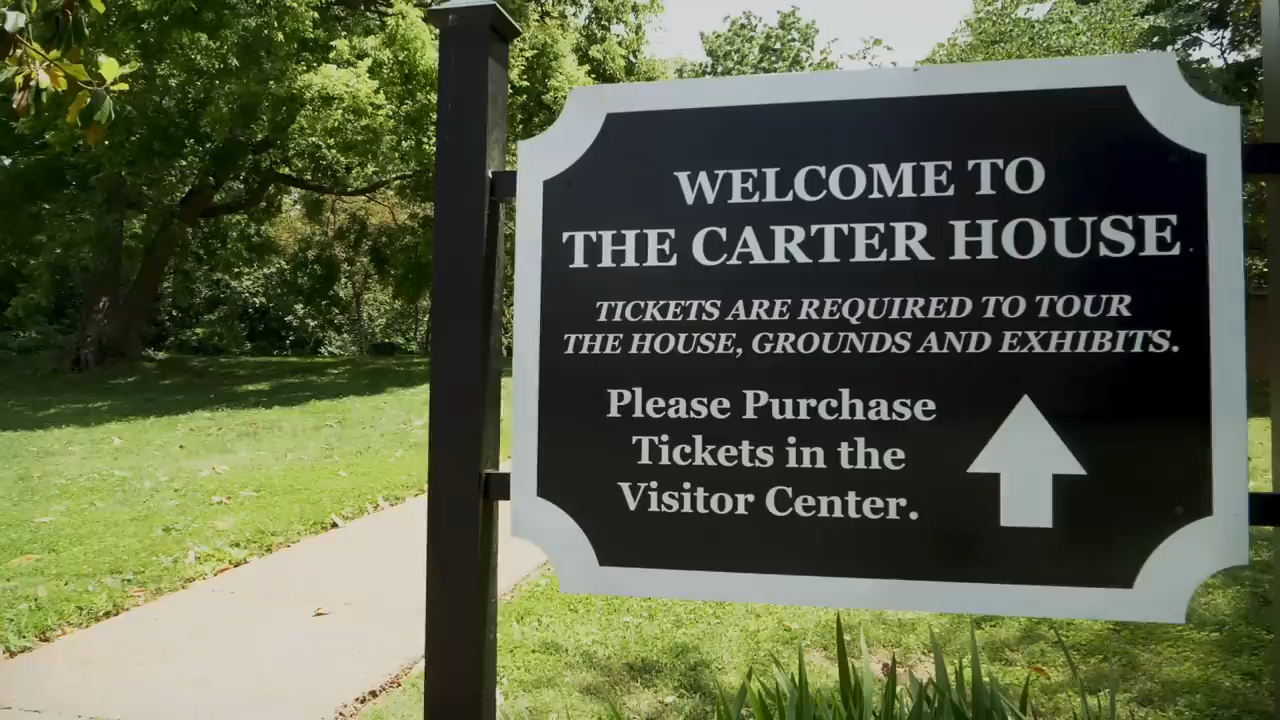 WELCOME TO
THE CARTER HOUSE
TICKETS ARE REQUIRED TO TOUR
THE HOUSE, GROUNDS AND EXHIBITS.
Please Purchase
Tickets in the
Visitor Center.